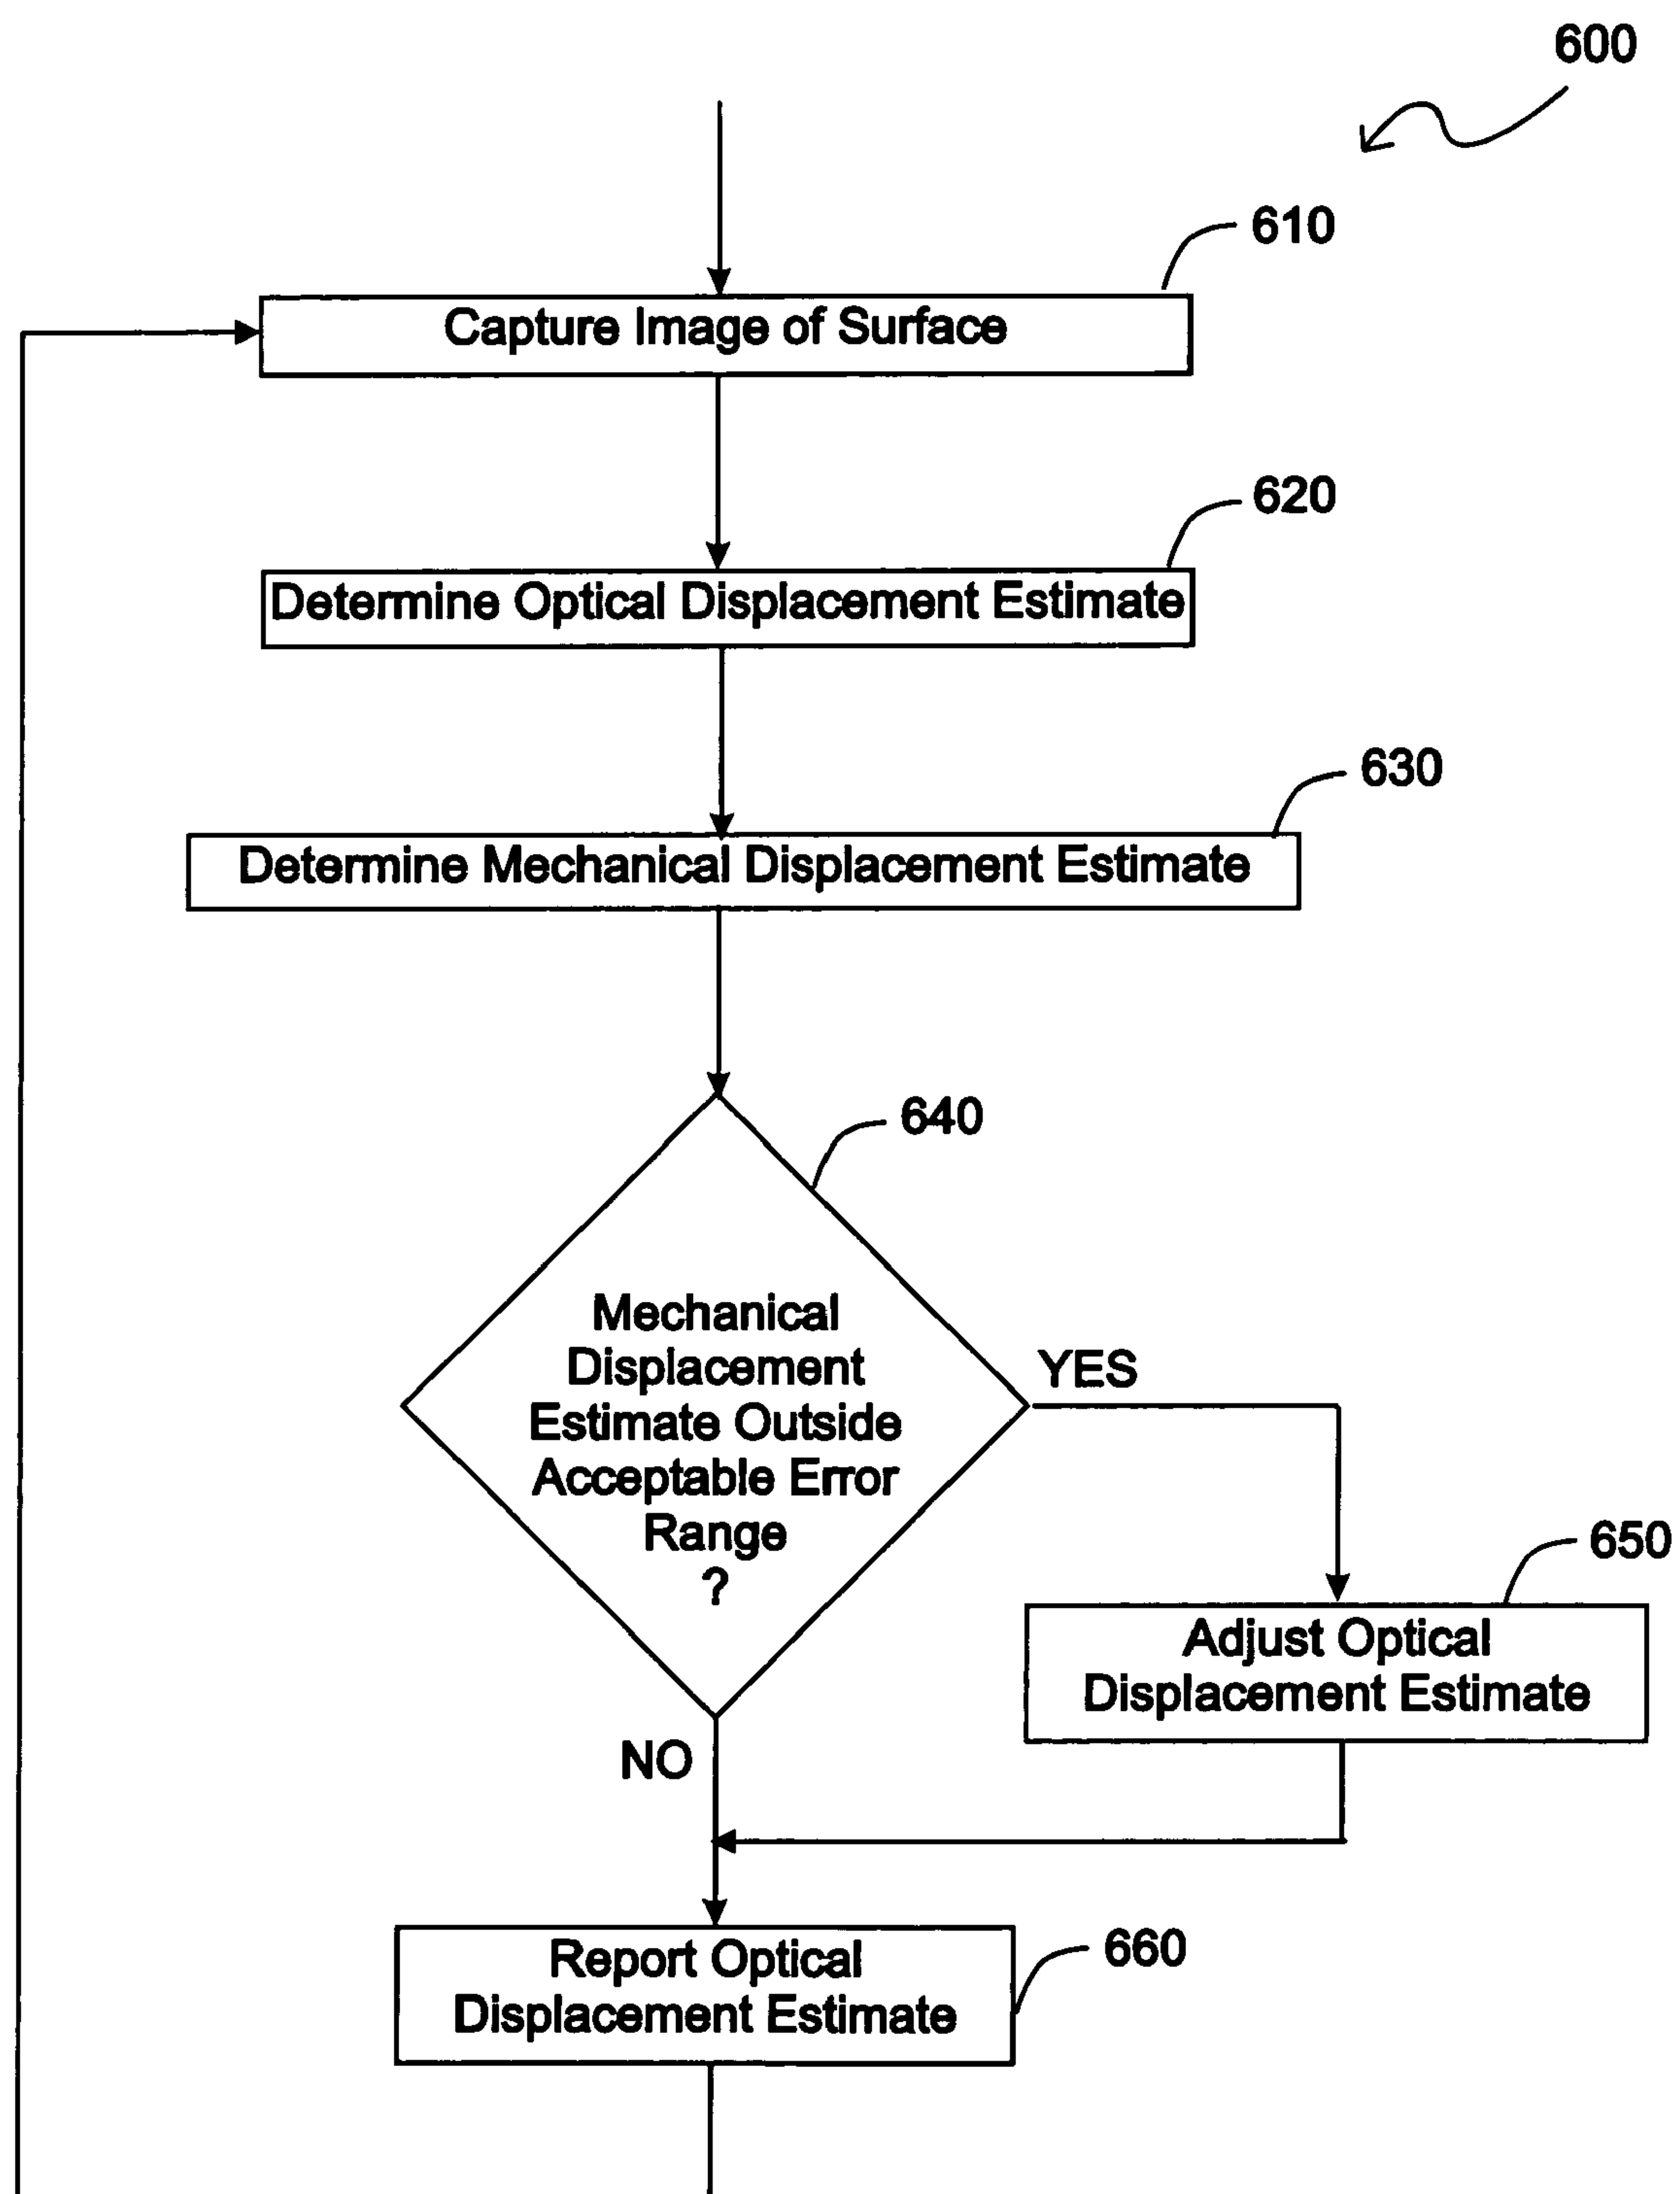 600
610
Capture Image of Surface
620
Determine Optical Displacement Estimate
630
Determine Mechanical Displacement Estimate
640
Mechanical
Displacement
Estimate Outside
Acceptable Error
Range
?
YES
650
Adjust Optical
Displacement Estimate
NO
660
Report Optical
Displacement Estimate